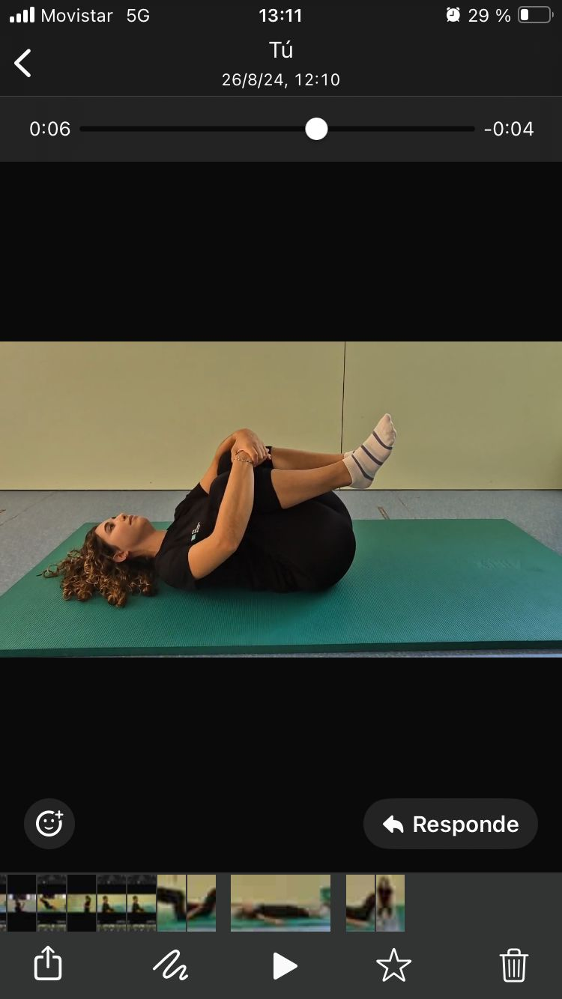 Movistar 5G 13:11 29 %
Tú
26/8/24, 12:10
0:06 -0:04
Responde